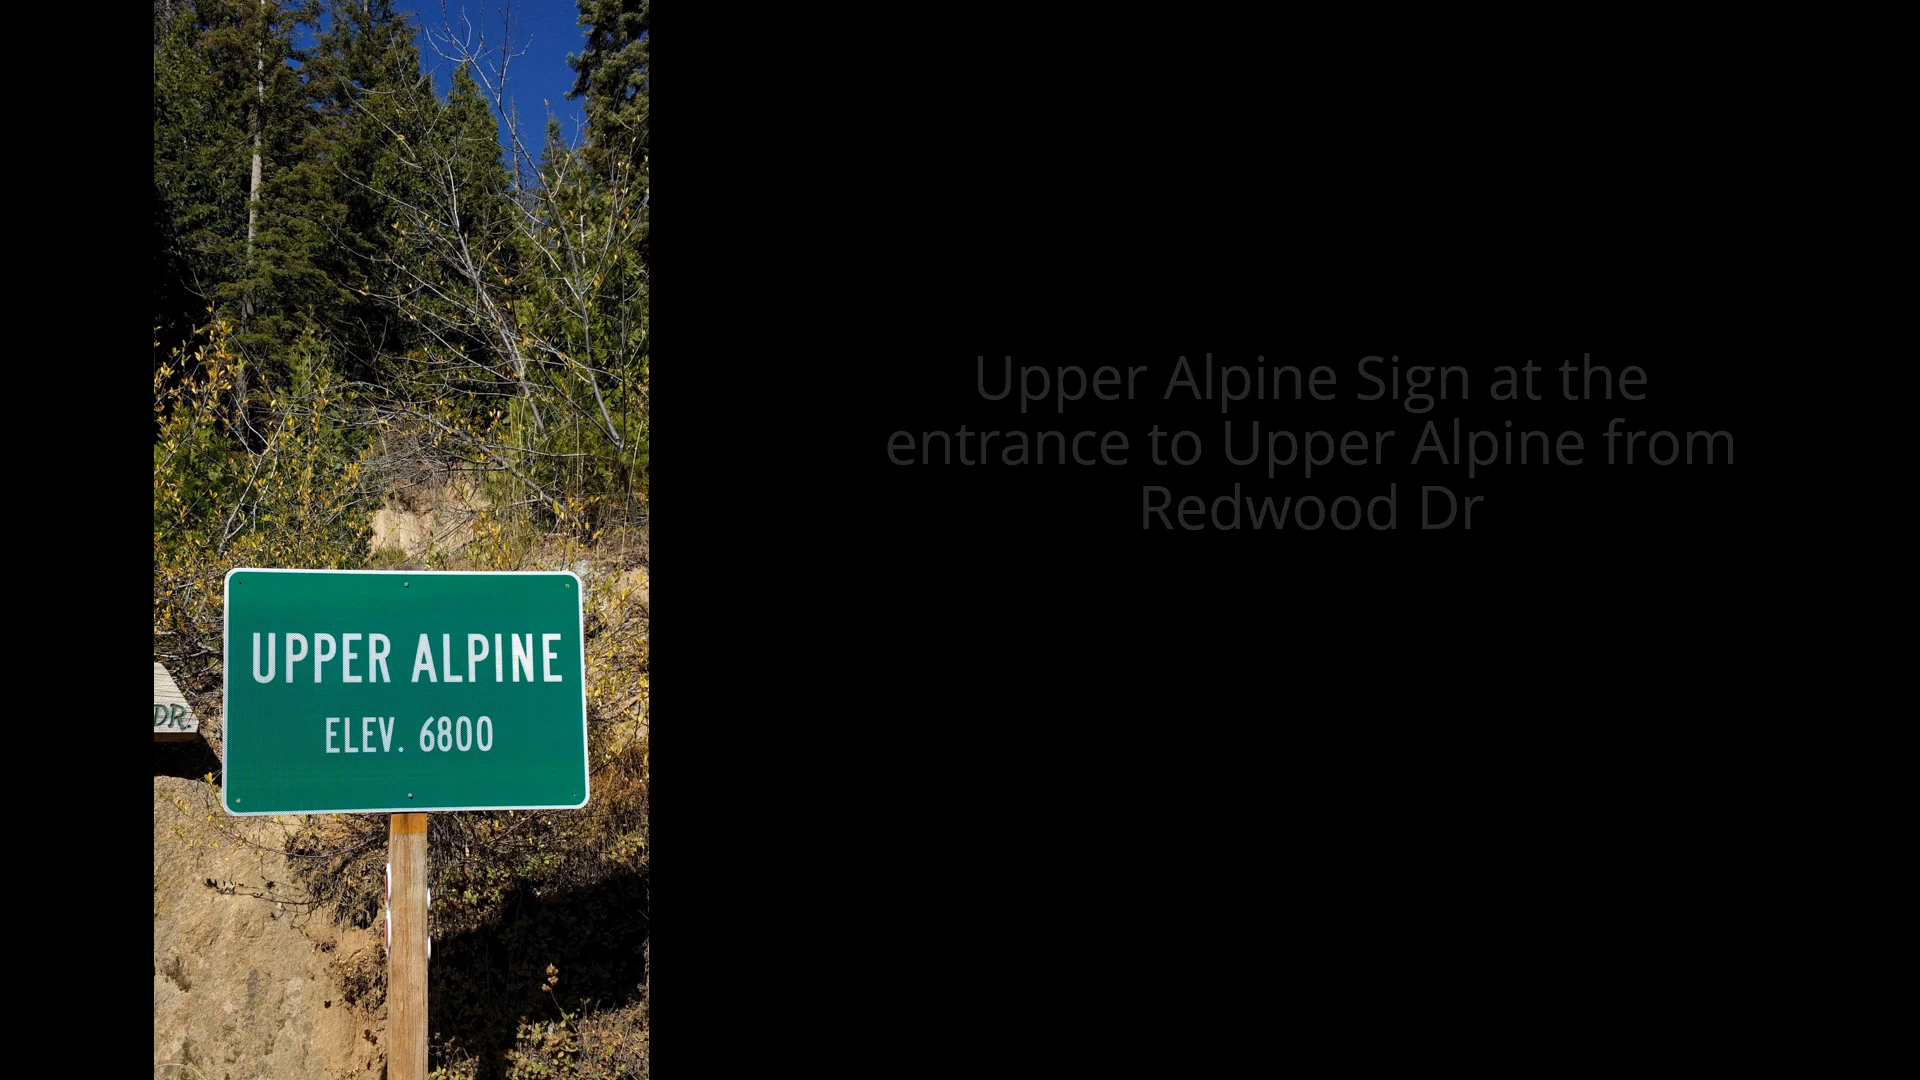 UPPER ALPINE
ELEV. 6800
DR.
Upper Alpine Sign at the
entrance to Upper Alpine from
Redwood Dr